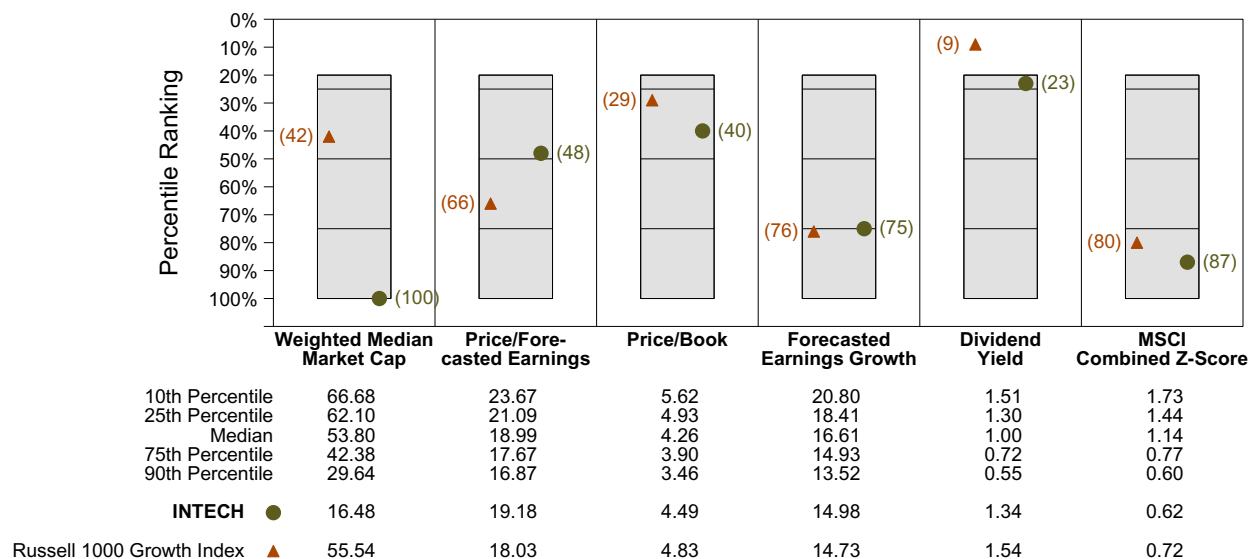 0%
10%
20%
30%
40%
50%
60%
70%
80%
90%
100%
Percentile Ranking
(42)
(100)
(66)
(48)
(29)
(40)
(76)
(75)
(9)
(23)
(80)
(87)
Weighted Median
Market Cap
Price/Fore-
casted Earnings
Price/Book
Forecasted
Earnings Growth
Dividend
Yield
MSCI
Combined Z-Score
10th Percentile 66.68 23.67 5.62 20.80 1.51 1.73
25th Percentile 62.10 21.09 4.93 18.41 1.30 1.44
Median 53.80 18.99 4.26 16.61 1.00 1.14
75th Percentile 42.38 17.67 3.90 14.93 0.72 0.77
90th Percentile 29.64 16.87 3.46 13.52 0.55 0.60
INTECH 16.48 19.18 4.49 14.98 1.34 0.62
Russell 1000 Growth Index 55.54 18.03 4.83 14.73 1.54 0.72